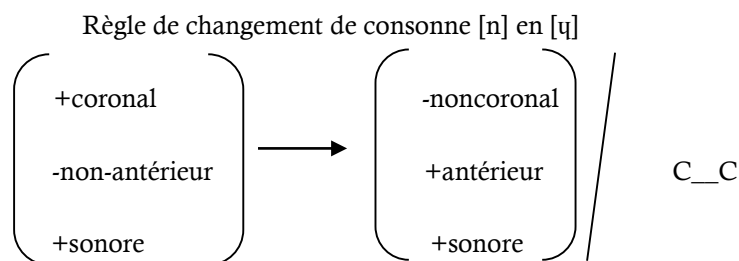 Règle de changement de consonne [n] en [ɥ]
+coronal -noncoronal
-non-antérieur +antérieur C__C
+sonore +sonore